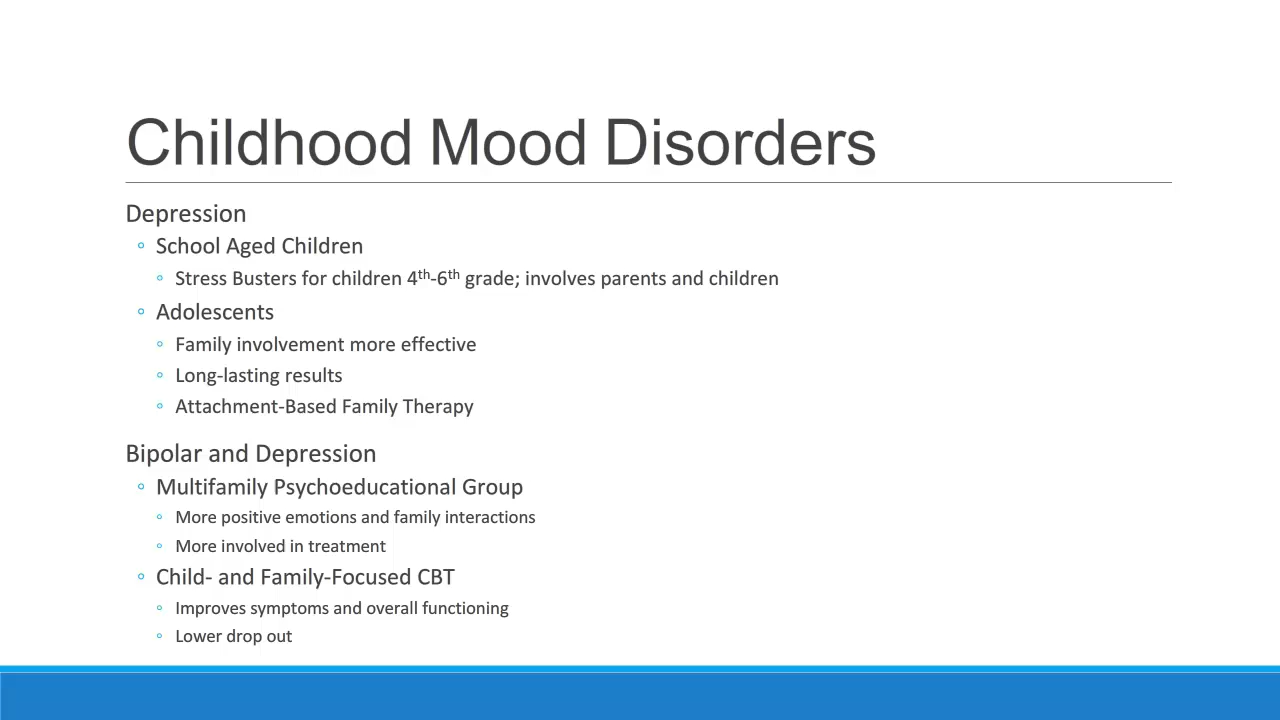 Childhood Mood Disorders
Depression
◦ School Aged Children
◦ Stress Busters for children 4th-6th grade; involves parents and children
◦ Adolescents
◦ Family involvement more effective
◦ Long-lasting results
◦ Attachment-Based Family Therapy
Bipolar and Depression
◦ Multifamily Psychoeducational Group
◦ More positive emotions and family interactions
◦ More involved in treatment
◦ Child- and Family-Focused CBT
◦ Improves symptoms and overall functioning
◦ Lower drop out